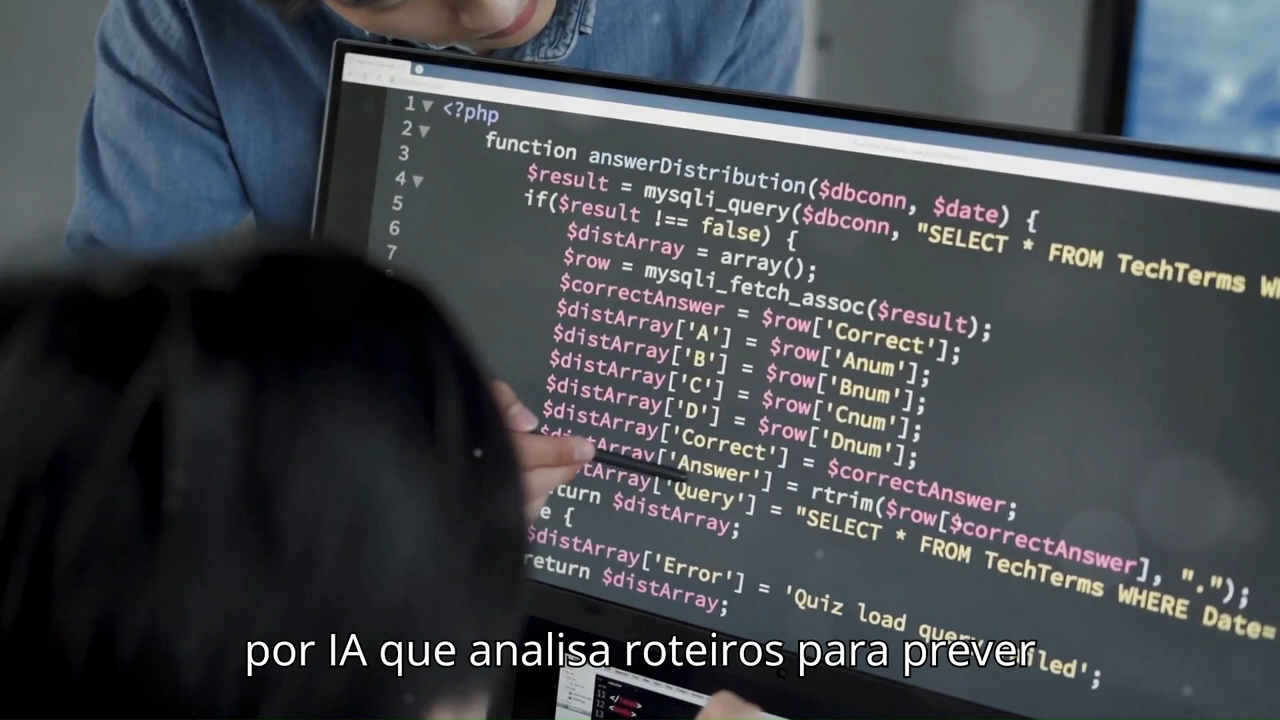 1 <?php
2 function answerDistribution($dbconn, $date) {
3 $result = mysqli_query($dbconn, "SELECT * FROM TechTerms
4 if($result !== false) {
5 $distArray = array();
6 $row = mysqli_fetch_assoc($result);
7 $correctAnswer = $row['Correct'];
$distArray['A'] = $row['Anum'];
$distArray['B'] = $row['Bnum'];
$distArray['C'] = $row['Cnum'];
$distArray['D'] = $row['Dnum'];
$distArray['Correct'] = $correctAnswer;
$distArray['Answer'] = rtrim($row[$correctAnswer], ".");
['Query'] = "SELECT * FROM TechTerms WHERE Date=
$distArray;
{
$distArray['Error'] = 'Quiz load
return $distArray;
por IA que analisa roteiros para prever